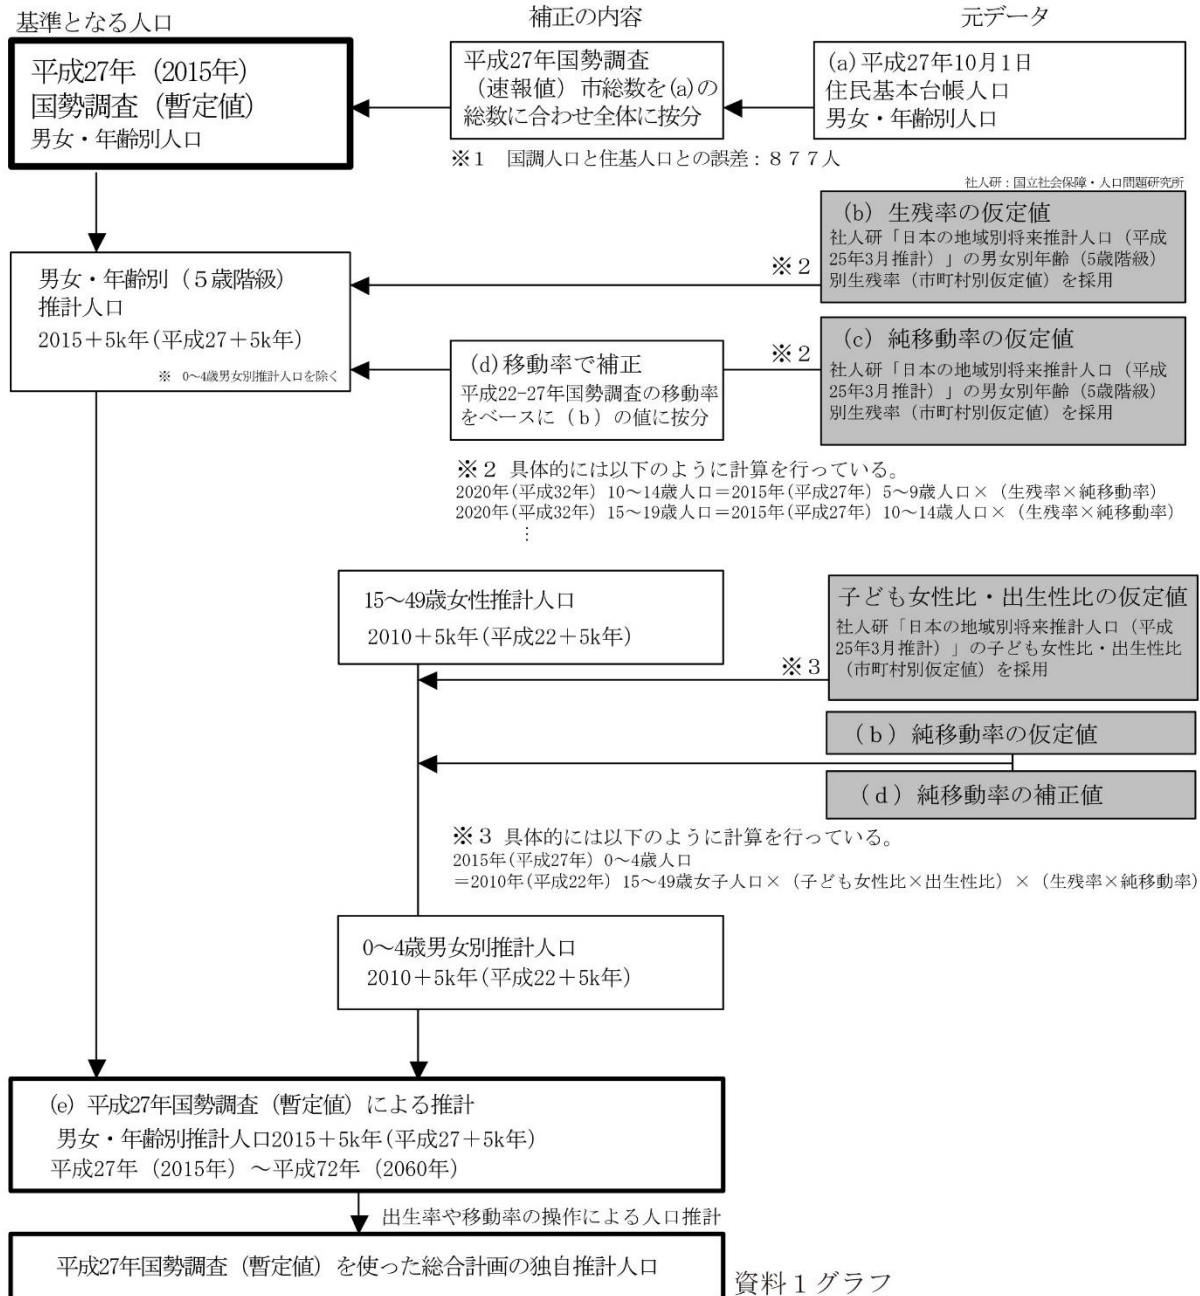 基準となる人口
補正の内容
元データ
平成27年（2015年）
国勢調査（暫定値）
男女・年齢別人口
平成27年国勢調査
（速報値）市総数を(a)の
総数に合わせ全体に按分
(a)平成27年10月1日
住民基本台帳人口
男女・年齢別人口
※１　国調人口と住基人口との誤差：８７７人
社人研：国立社会保障・人口問題研究所
(b) 生残率の仮定値
社人研「日本の地域別将来推計人口（平成
25年3月推計）」の男女別年齢（5歳階級）
別生残率（市町村別仮定値）を採用
※２
男女・年齢別（５歳階級）
推計人口
2015＋5k年(平成27＋5k年)
※　0～4歳男女別推計人口を除く
(d)移動率で補正
平成22-27年国勢調査の移動率
をベースに（b）の値に按分
※２
(c) 純移動率の仮定値
社人研「日本の地域別将来推計人口（平成
25年3月推計）」の男女別年齢（5歳階級）
別生残率（市町村別仮定値）を採用
※２ 具体的には以下のように計算を行っている。
2020年(平成32年) 10～14歳人口＝2015年(平成27年) 5～9歳人口×（生残率×純移動率）
2020年(平成32年) 15～19歳人口＝2015年(平成27年) 10～14歳人口×（生残率×純移動率）
⋮
15～49歳女性推計人口
2010＋5k年(平成22＋5k年)
子ども女性比・出生性比の仮定値
社人研「日本の地域別将来推計人口（平成
25年3月推計）」の子ども女性比・出生性比
（市町村別仮定値）を採用
※３
（b）純移動率の仮定値
（d）純移動率の補正値
※３ 具体的には以下のように計算を行っている。
2015年(平成27年) 0～4歳人口
＝2010年(平成22年) 15～49歳女子人口×（子ども女性比×出生性比）×（生残率×純移動率）
0～4歳男女別推計人口
2010＋5k年(平成22＋5k年)
(e) 平成27年国勢調査（暫定値）による推計
男女・年齢別推計人口2015＋5k年(平成27＋5k年)
平成27年（2015年）～平成72年（2060年）
出生率や移動率の操作による人口推計
平成27年国勢調査（暫定値）を使った総合計画の独自推計人口
資料１グラフ